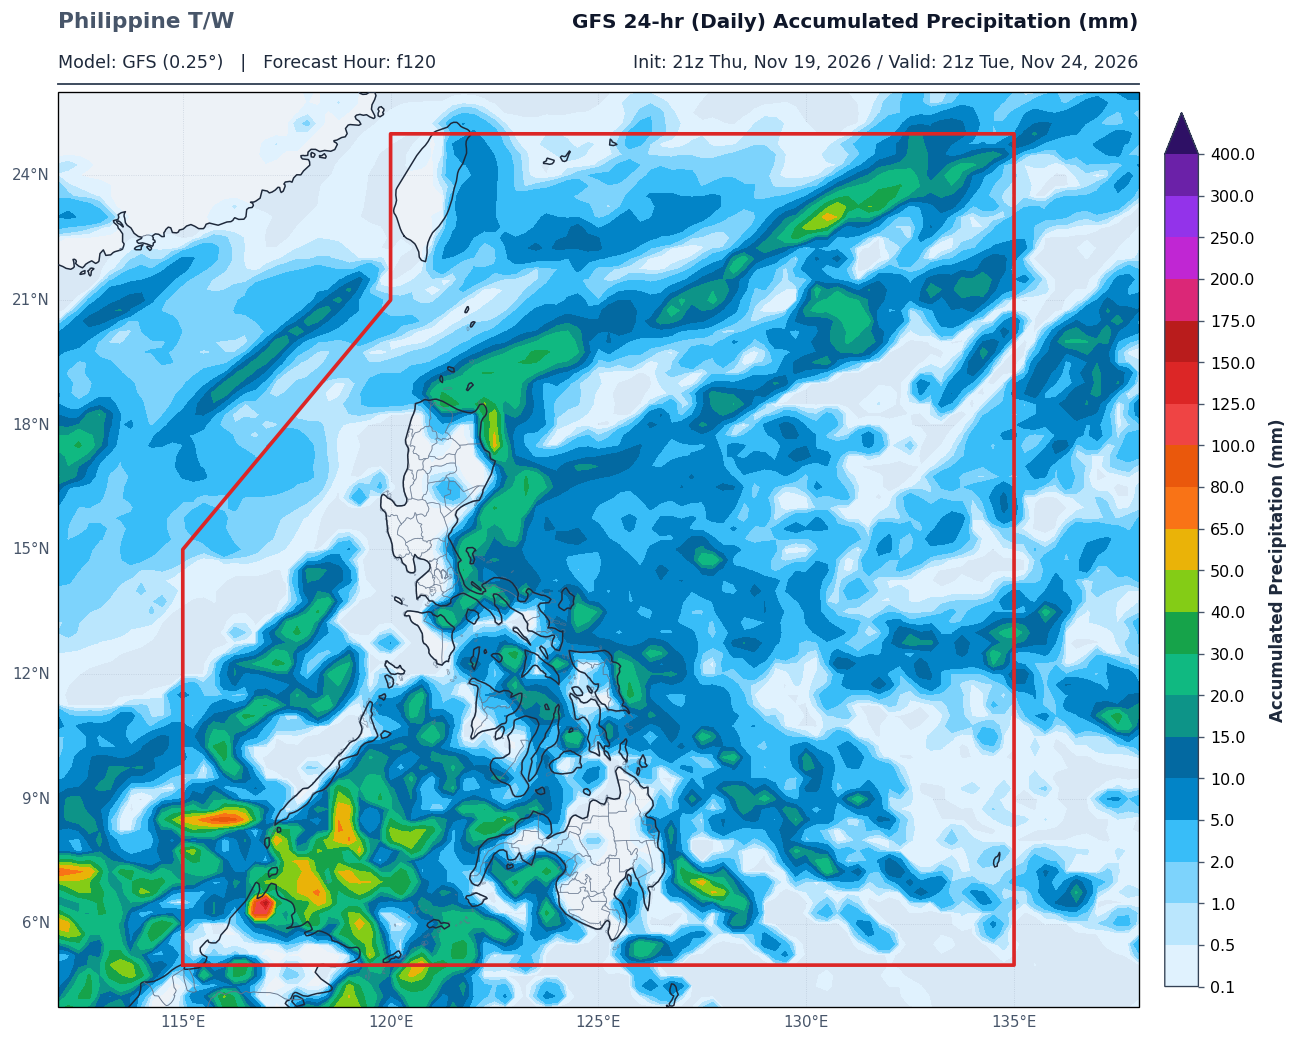 Philippine T/W
GFS 24-hr (Daily) Accumulated Precipitation (mm)
Model: GFS (0.25°)   |   Forecast Hour: f120
Init: 21z Thu, Nov 19, 2026 / Valid: 21z Tue, Nov 24, 2026
24°N
21°N
18°N
15°N
12°N
9°N
6°N
115°E
120°E
125°E
130°E
135°E
400.0
300.0
250.0
200.0
175.0
150.0
125.0
100.0
80.0
65.0
50.0
40.0
30.0
20.0
15.0
10.0
5.0
2.0
1.0
0.5
0.1
Accumulated Precipitation (mm)